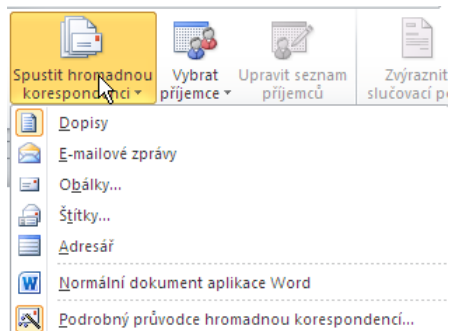 Spustit hromadnou korespondenci
Vybrat příjemce
Upravit seznam příjemců
Zvýraznit slučovací
Dopisy
E-mailové zprávy
Obálky...
Štítky...
Adresář
Normální dokument aplikace Word
Podrobný průvodce hromadnou korespondencí...